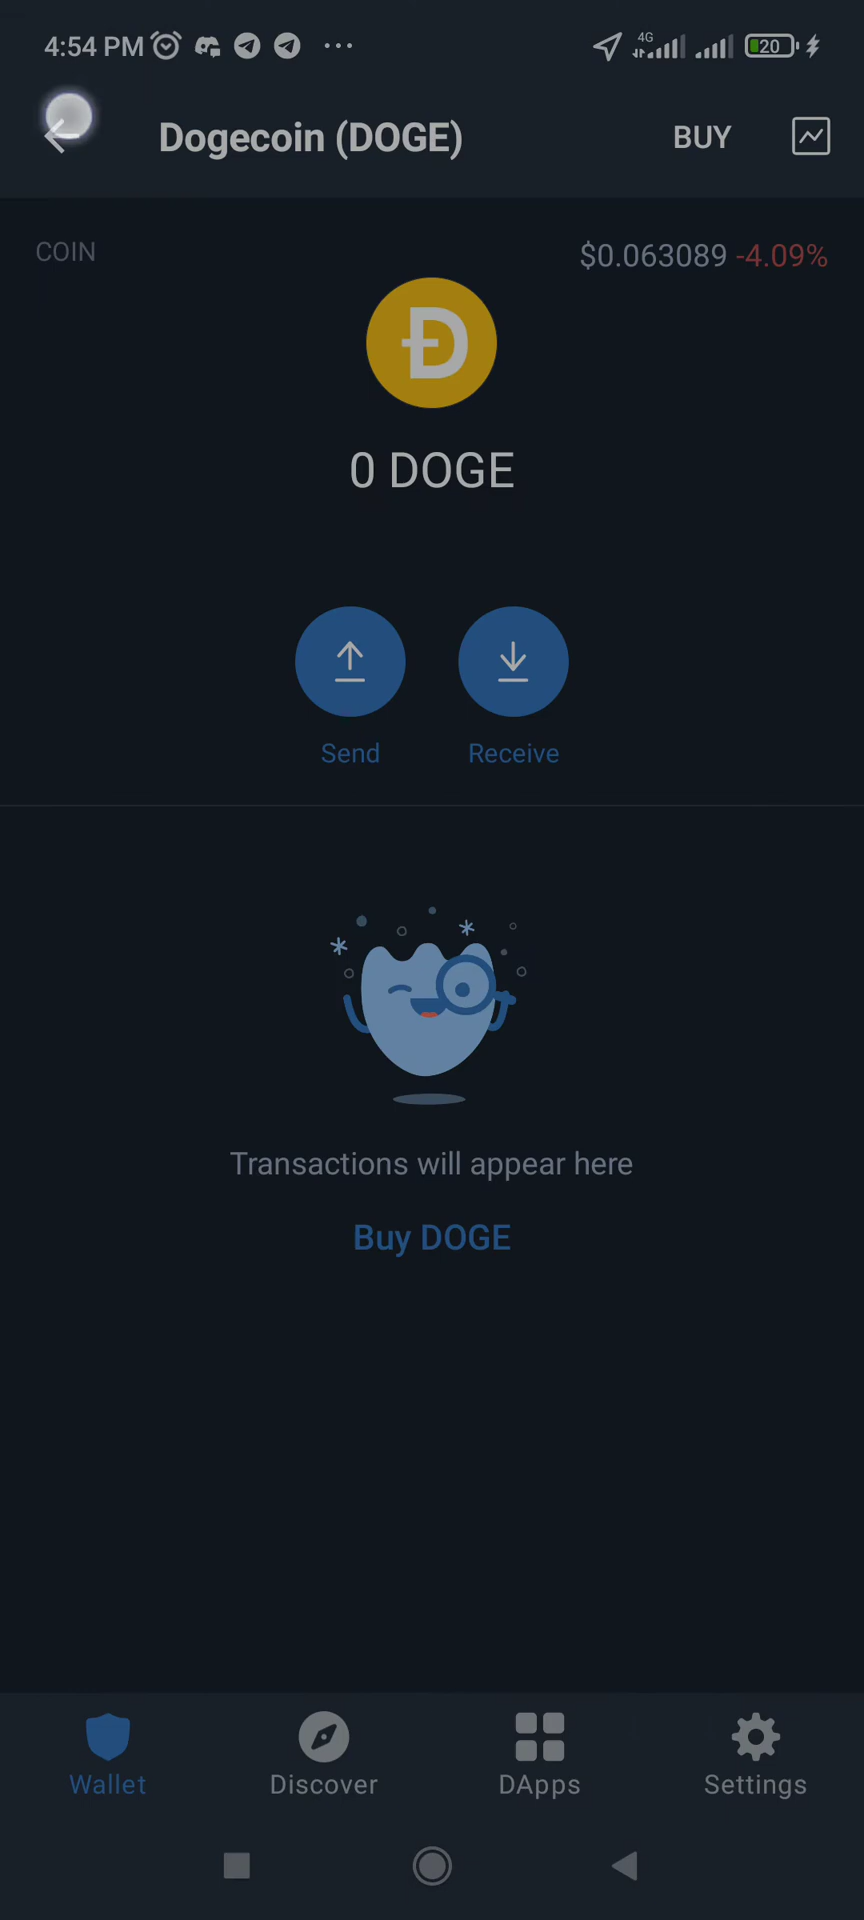 4:54 PM
4G
20
Dogecoin (DOGE)
BUY
COIN
$0.063089 -4.09%
0 DOGE
Send
Receive
Transactions will appear here
Buy DOGE
Wallet
Discover
DApps
Settings